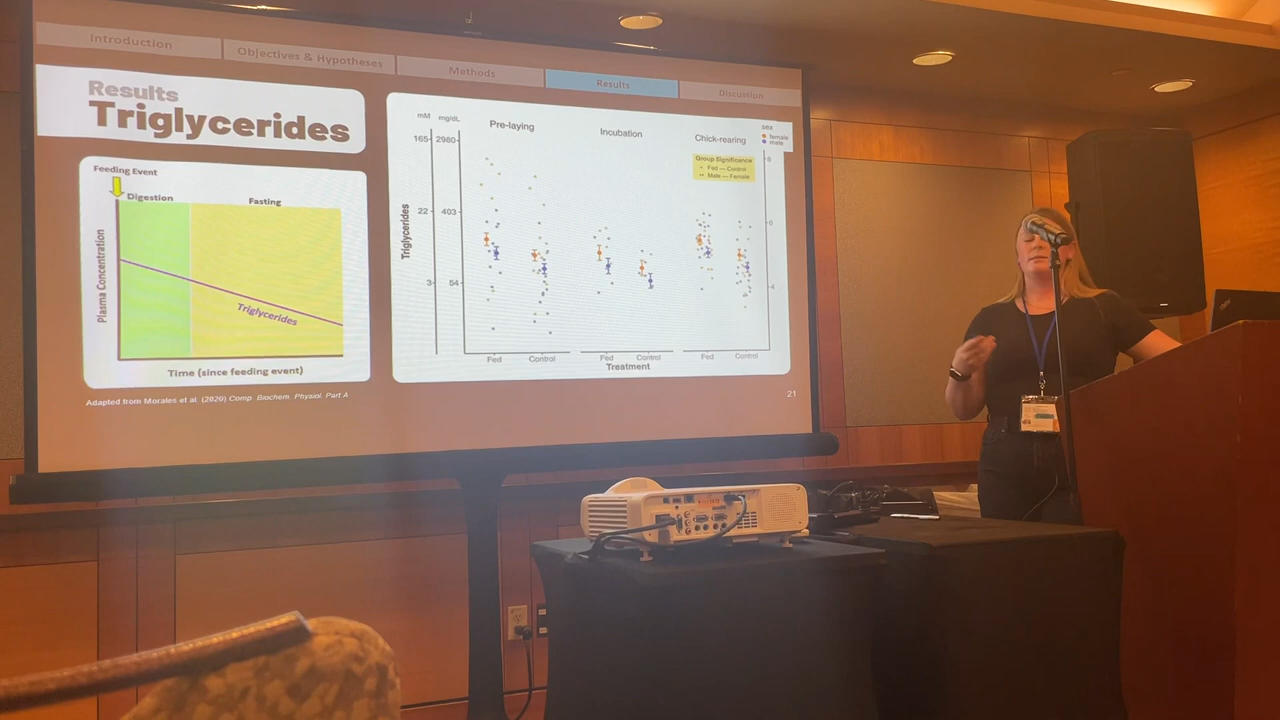 Introduction
Objectives & Hypotheses
Methods
Results
Discussion
Results
Triglycerides
Feeding Event
Digestion
Fasting
Plasma Concentration
Triglycerides
Time (since feeding event)
Adapted from Morales et al. (2020) Comp. Biochem. Physiol. Part A
mM
mg/dL
Pre-laying
Incubation
Chick-rearing
sex
female
male
Group Significance
Fed — Control
Male — Female
165
2980
22
403
3
54
Triglycerides
Fed
Control
Fed
Control
Fed
Control
Treatment
21